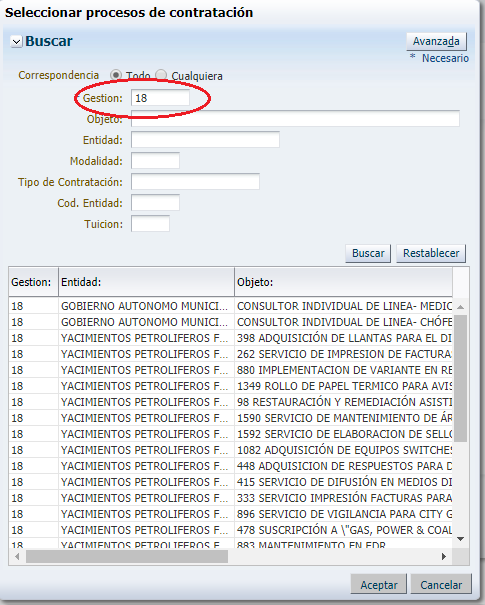 Seleccionar procesos de contratación
Buscar
Avanzada
* Necesario
Correspondencia Todo Cualquiera
* Gestion: 18
Objeto:
Entidad:
Modalidad:
Tipo de Contratación:
Cod. Entidad:
Tuicion:
Buscar Restablecer
Gestion: Entidad: Objeto:
18 GOBIERNO AUTONOMO MUNICI... CONSULTOR INDIVIDUAL DE LINEA- MEDIC
18 GOBIERNO AUTONOMO MUNICI... CONSULTOR INDIVIDUAL DE LINEA- CHÓFE
18 YACIMIENTOS PETROLIFEROS F... 398 ADQUISICIÓN DE LLANTAS PARA EL DI
18 YACIMIENTOS PETROLIFEROS F... 262 SERVICIO DE IMPRESION DE FACTURA
18 YACIMIENTOS PETROLIFEROS F... 880 IMPLEMENTACION DE VARIANTE EN RE
18 YACIMIENTOS PETROLIFEROS F... 1349 ROLLO DE PAPEL TERMICO PARA AVIS
18 YACIMIENTOS PETROLIFEROS F... 98 RESTAURACIÓN Y REMEDIACIÓN ASISTI
18 YACIMIENTOS PETROLIFEROS F... 1590 SERVICIO DE MANTENIMIENTO DE ÁR
18 YACIMIENTOS PETROLIFEROS F... 1592 SERVICIO DE ELABORACION DE SELLO
18 YACIMIENTOS PETROLIFEROS F... 1082 ADQUISICIÓN DE EQUIPOS SWITCHES
18 YACIMIENTOS PETROLIFEROS F... 448 ADQUISICION DE RESPUESTOS PARA D
18 YACIMIENTOS PETROLIFEROS F... 415 SERVICIO DE DIFUSIÓN EN MEDIOS DI
18 YACIMIENTOS PETROLIFEROS F... 333 SERVICIO IMPRESIÓN FACTURAS PAR
18 YACIMIENTOS PETROLIFEROS F... 896 SERVICIO DE VIGILANCIA PARA CITY G
18 YACIMIENTOS PETROLIFEROS F... 478 SUSCRIPCIÓN A \"GAS, POWER & COAL
18 YACIMIENTOS PETROLIFEROS F... 883 MANTENIMIENTO EN EDR
Aceptar Cancelar